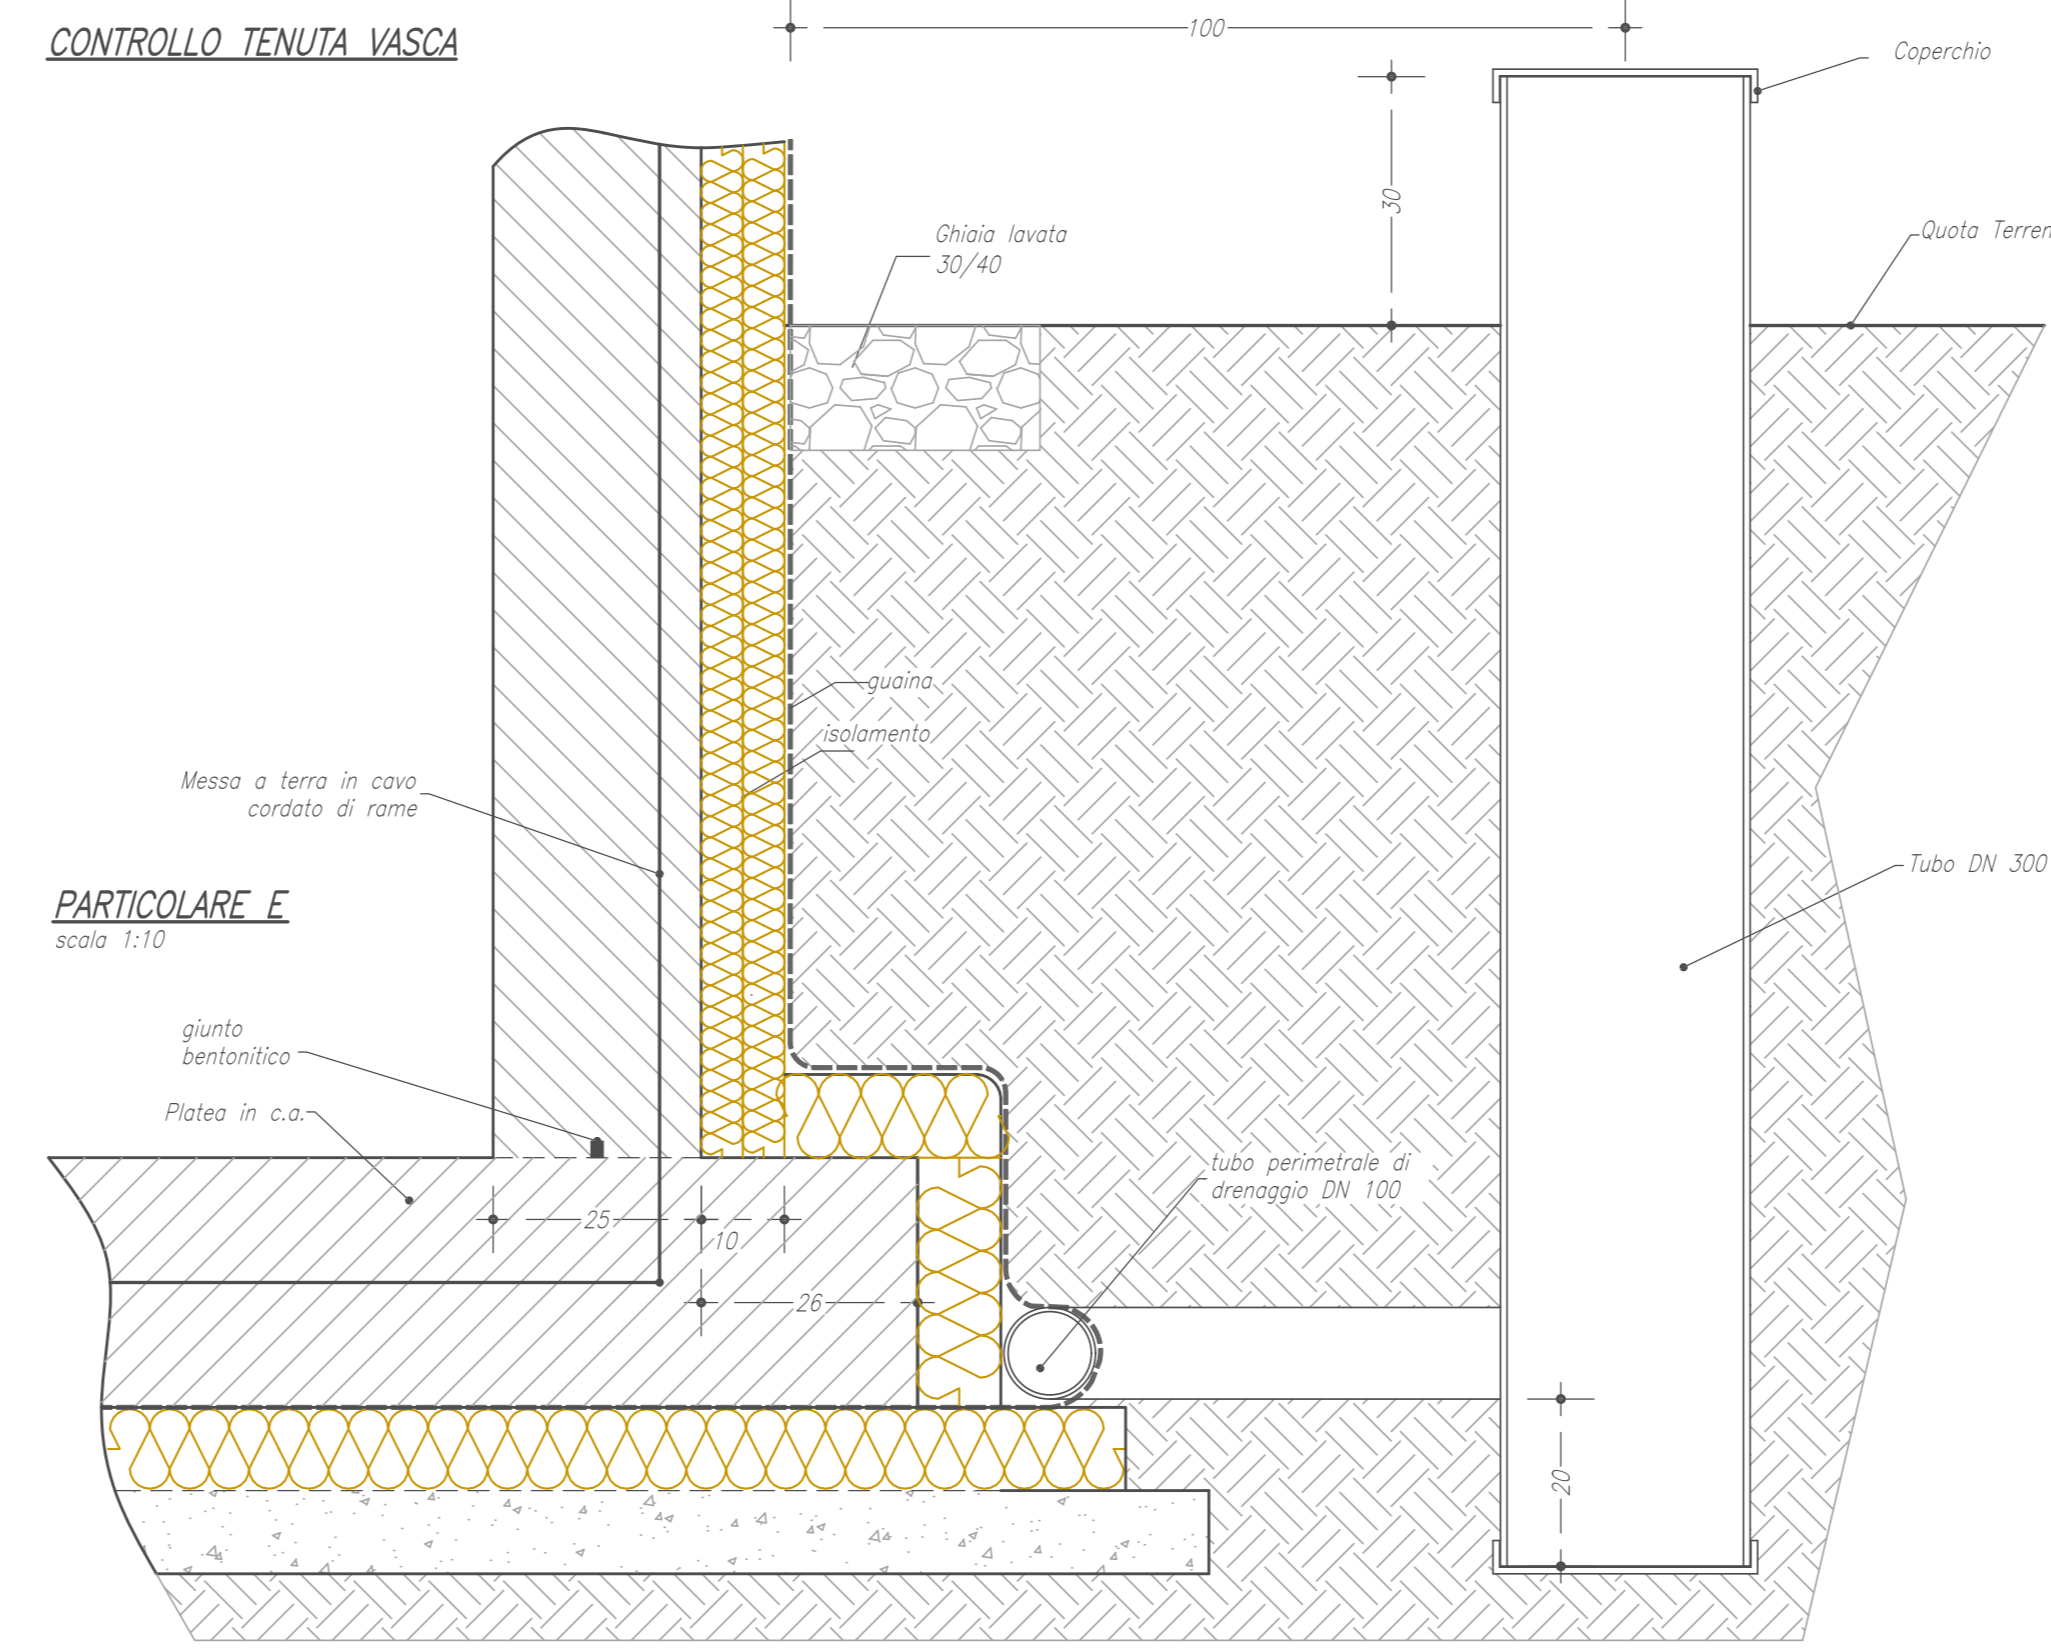 CONTROLLO TENUTA VASCA
100
Coperchio
30
Ghiaia lavata
30/40
Quota Terren
guaina
isolamento
Messa a terra in cavo
cordato di rame
Tubo DN 300
PARTICOLARE E
scala 1:10
giunto
bentonitico
Platea in c.a.
tubo perimetrale di
drenaggio DN 100
25
10
26
20